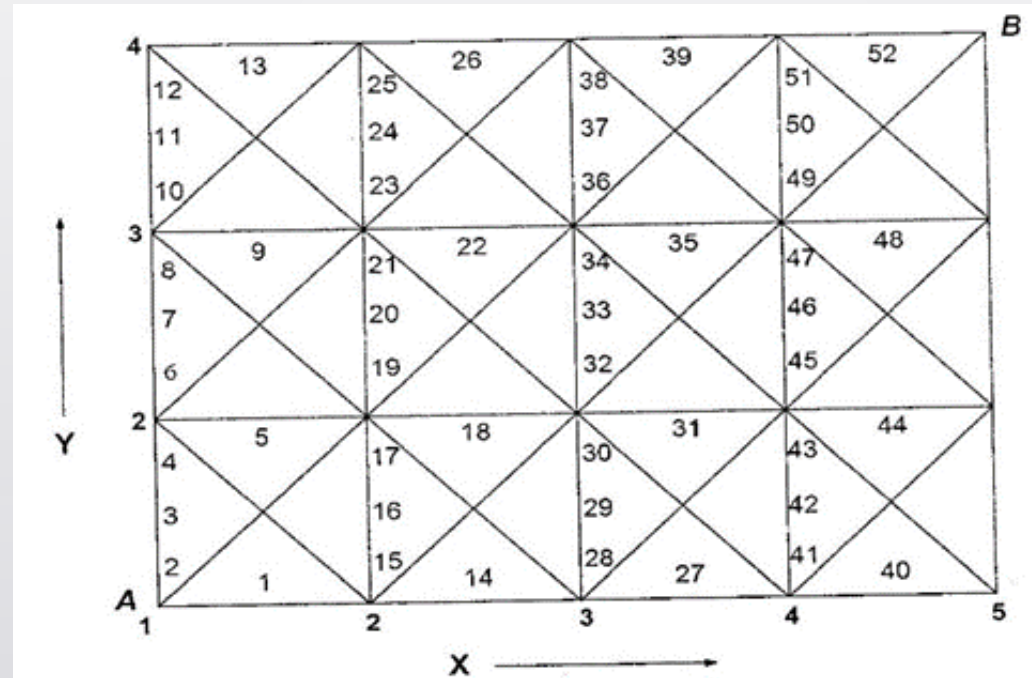 4 13 26 39 52 B
12 25 38 51
11 24 37 50
10 23 36 49
3 9 22 35 48
8 21 34 47
7 20 33 46
6 19 32 45
2 5 18 31 44
Y
4 17 30 43
3 16 29 42
2 15 28 41
A 1 14 27 40
1 2 3 4 5
X